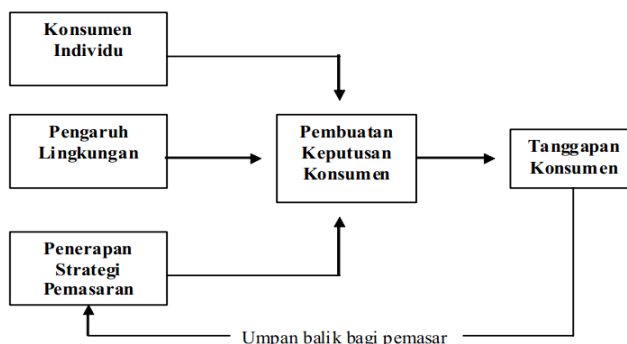 Konsumen
Individu
Pengaruh
Lingkungan
Pembuatan
Keputusan
Konsumen
Tanggapan
Konsumen
Penerapan
Strategi
Pemasaran
Umpan balik bagi pemasar